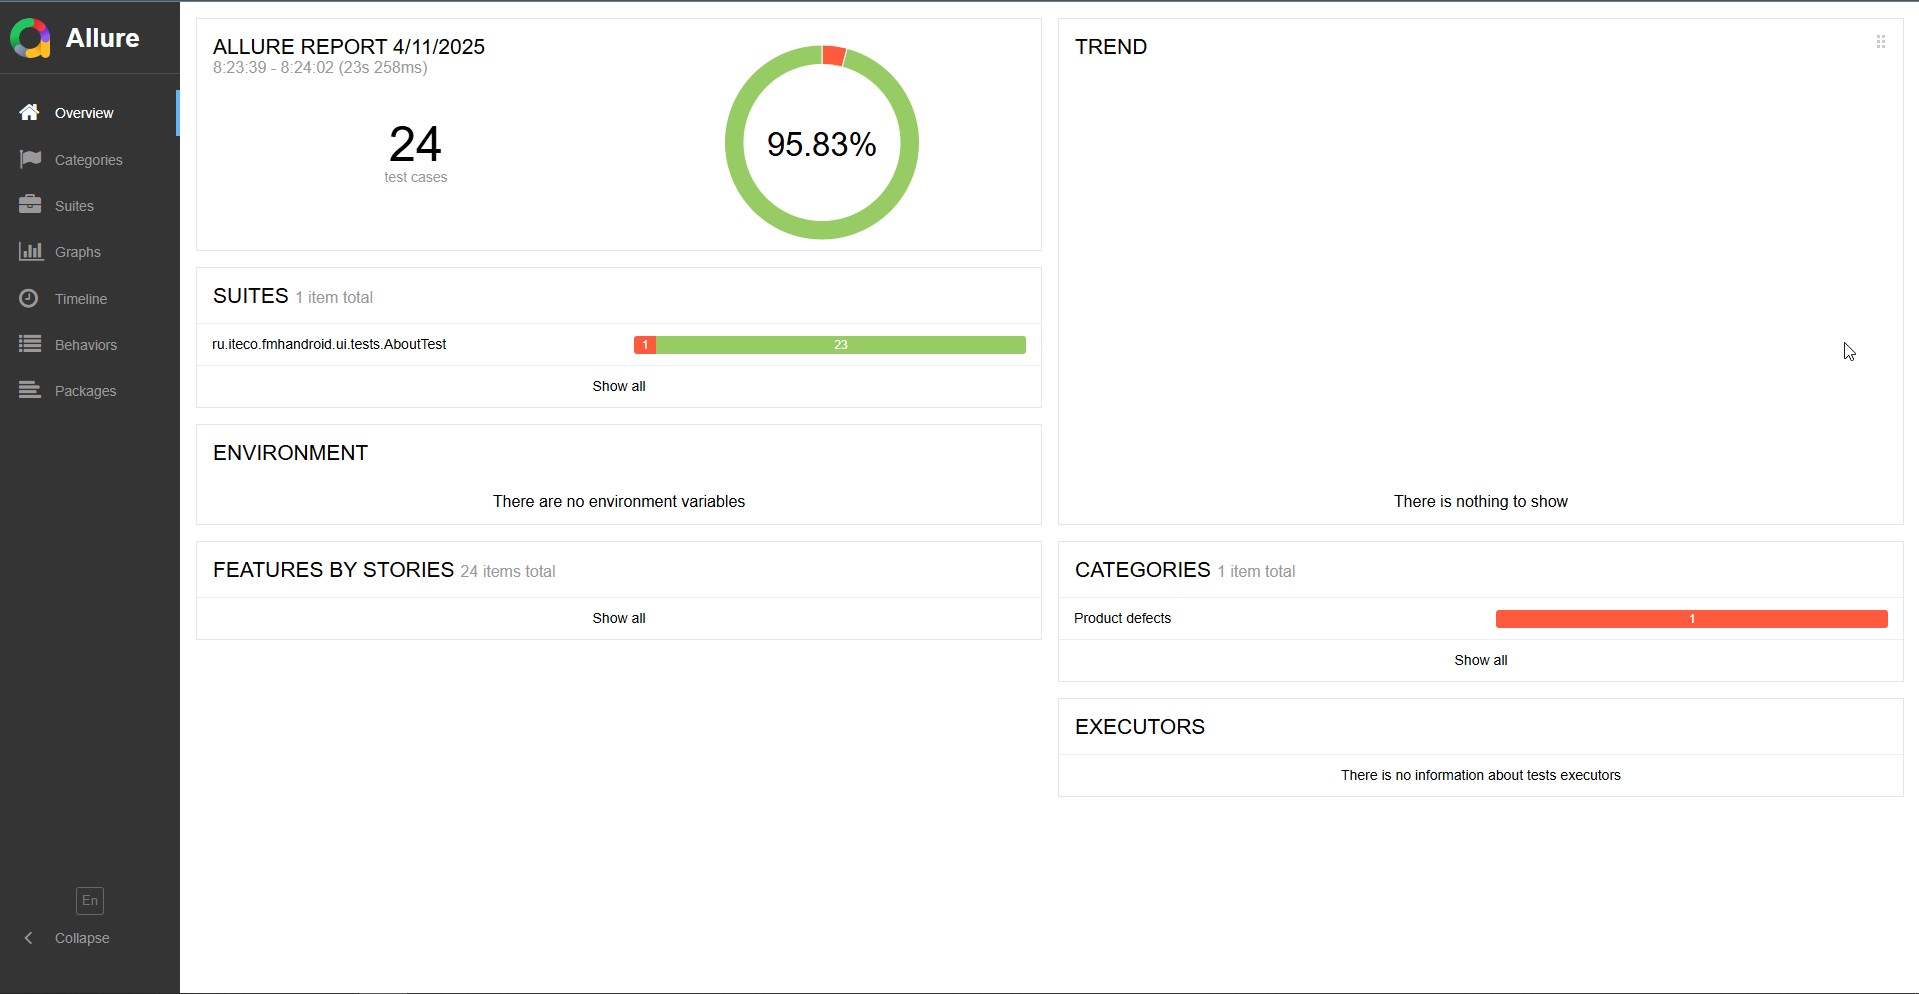 Allure
Overview
Categories
Suites
Graphs
Timeline
Behaviors
Packages
En
Collapse
ALLURE REPORT 4/11/2025
8:23:39 - 8:24:02 (23s 258ms)
24
test cases
95.83%
SUITES 1 item total
ru.iteco.fmhandroid.ui.tests.AboutTest 1 23
Show all
ENVIRONMENT
There are no environment variables
FEATURES BY STORIES 24 items total
Show all
TREND
There is nothing to show
CATEGORIES 1 item total
Product defects 1
Show all
EXECUTORS
There is no information about tests executors